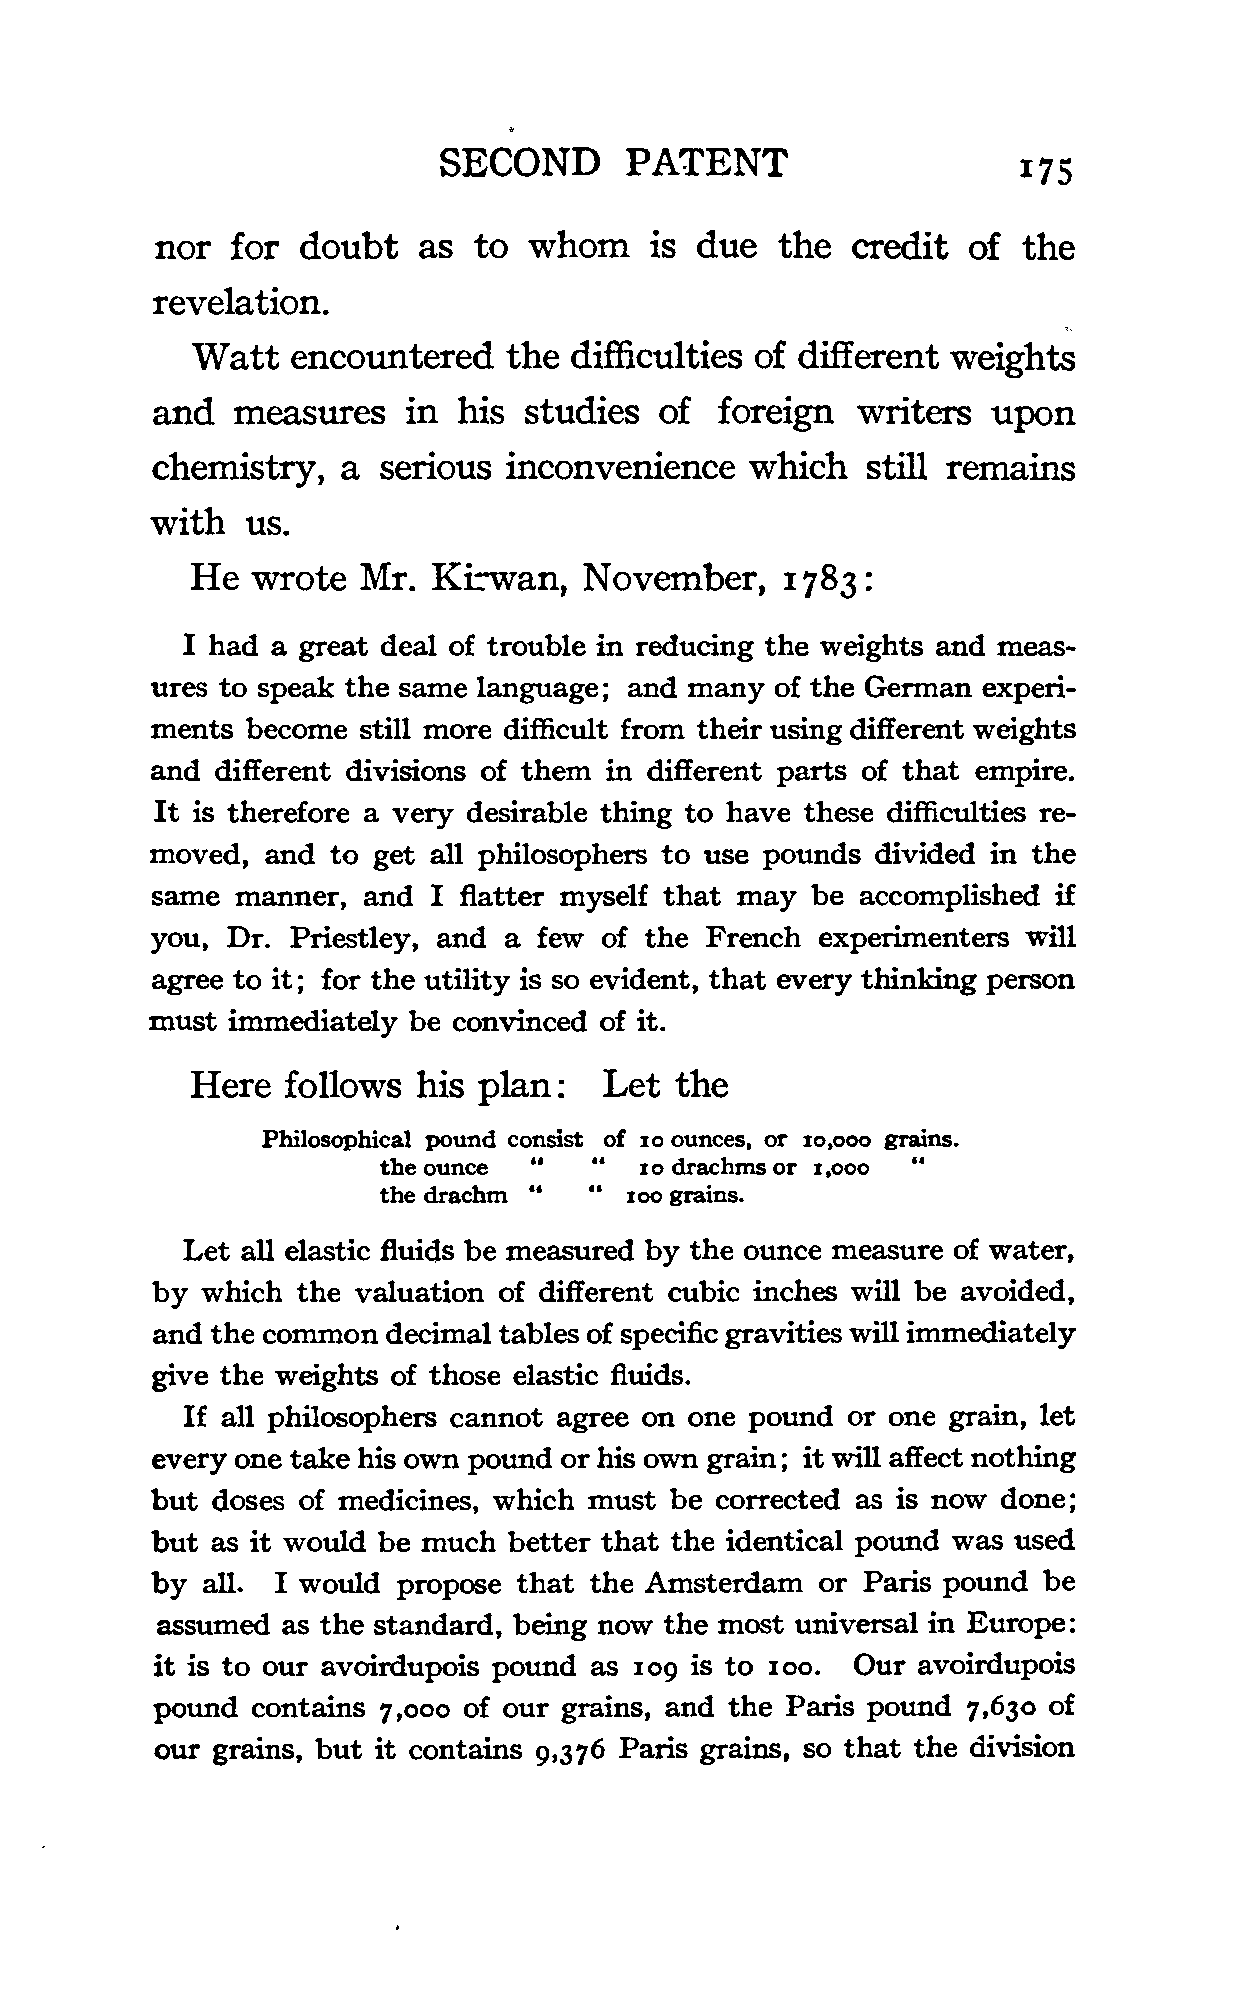 SECOND PATENT 175
nor for doubt as to whom is due the credit of the
revelation.
Watt encountered the difficulties of different weights
and measures in his studies of foreign writers upon
chemistry, a serious inconvenience which still remains
with us.
He wrote Mr. Kirwan, November, 1783:
I had a great deal of trouble in reducing the weights and meas-
ures to speak the same language; and many of the German experi-
ments become still more difficult from their using different weights
and different divisions of them in different parts of that empire.
It is therefore a very desirable thing to have these difficulties re-
moved, and to get all philosophers to use pounds divided in the
same manner, and I flatter myself that may be accomplished if
you, Dr. Priestley, and a few of the French experimenters will
agree to it; for the utility is so evident, that every thinking person
must immediately be convinced of it.
Here follows his plan: Let the
Philosophical pound consist of 10 ounces, or 10,000 grains.
the ounce " " 10 drachms or 1,000 "
the drachm " " 100 grains.
Let all elastic fluids be measured by the ounce measure of water,
by which the valuation of different cubic inches will be avoided,
and the common decimal tables of specific gravities will immediately
give the weights of those elastic fluids.
If all philosophers cannot agree on one pound or one grain, let
every one take his own pound or his own grain; it will affect nothing
but doses of medicines, which must be corrected as is now done;
but as it would be much better that the identical pound was used
by all. I would propose that the Amsterdam or Paris pound be
assumed as the standard, being now the most universal in Europe:
it is to our avoirdupois pound as 109 is to 100. Our avoirdupois
pound contains 7,000 of our grains, and the Paris pound 7,630 of
our grains, but it contains 9,376 Paris grains, so that the division